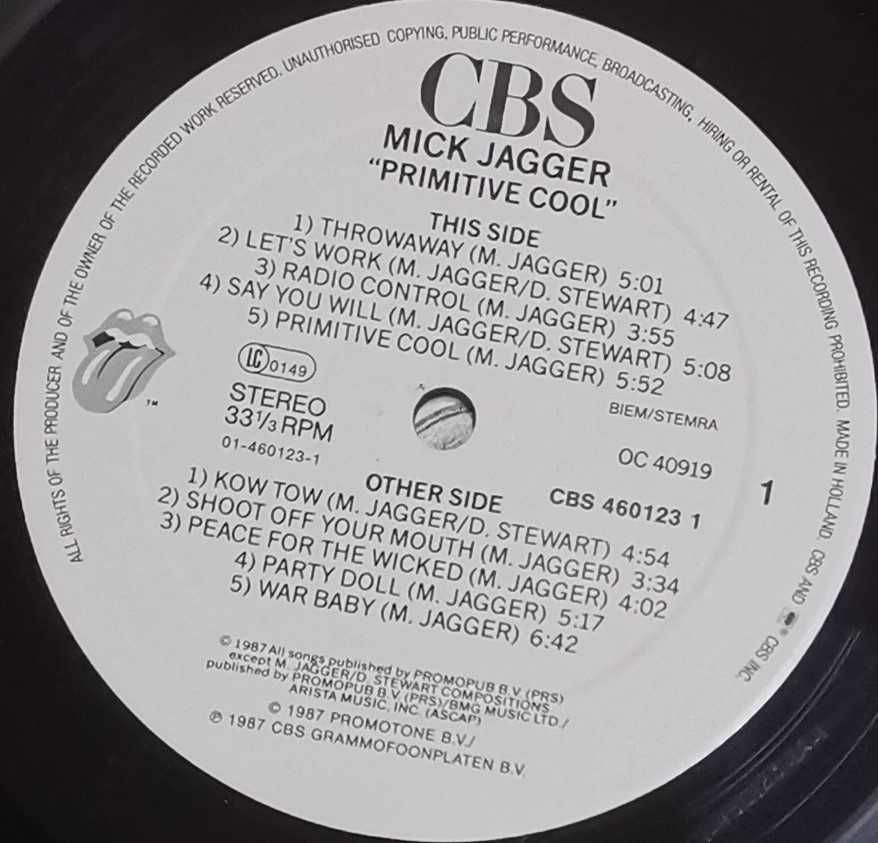 ALL RIGHTS OF THE PRODUCER AND OF THE OWNER OF THE RECORDED WORK RESERVED. UNAUTHORISED COPYING, PUBLIC PERFORMANCE, BROADCASTING, HIRING OR RENTAL OF THIS RECORDING PROHIBITED. MADE IN HOLLAND. CBS AND ® CBS INC.
CBS
MICK JAGGER
"PRIMITIVE COOL"
THIS SIDE
1) THROWAWAY (M. JAGGER) 5:01
2) LET'S WORK (M. JAGGER/D. STEWART) 4:47
3) RADIO CONTROL (M. JAGGER) 3:55
4) SAY YOU WILL (M. JAGGER/D. STEWART) 5:08
5) PRIMITIVE COOL (M. JAGGER) 5:52
TM
LC 0149
BIEM/STEMRA
STEREO
33 1/3 RPM
01-460123-1
OC 40919
CBS 460123 1
1
OTHER SIDE
1) KOW TOW (M. JAGGER/D. STEWART) 4:54
2) SHOOT OFF YOUR MOUTH (M. JAGGER) 3:34
3) PEACE FOR THE WICKED (M. JAGGER) 4:02
4) PARTY DOLL (M. JAGGER) 5:17
5) WAR BABY (M. JAGGER) 6:42
© 1987 All songs published by PROMOPUB B.V. (PRS)
except M. JAGGER/D. STEWART COMPOSITIONS
published by PROMOPUB B.V. (PRS)/BMG MUSIC LTD./
ARISTA MUSIC, INC. (ASCAP)
© 1987 PROMOTONE B.V./
℗ 1987 CBS GRAMMOFOONPLATEN B.V.